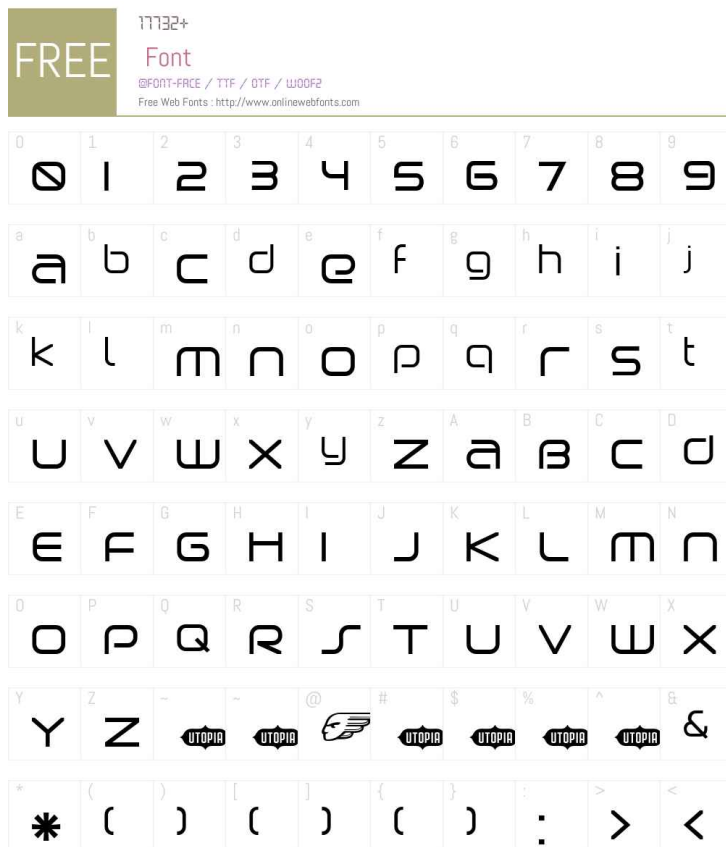 FREE
17732+
Font
@FONT-FACE / TTF / OTF / WOOF2
Free Web Fonts : http://www.onlinewebfonts.com
0 1 2 3 4 5 6 7 8 9
0 1 2 3 4 5 6 7 8 9
a b c d e f g h i j
a b c d e f g h i j
k l m n o p q r s t
k l m n o p q r s t
u v w x y z A B C D
u v w x y z a B C d
E F G H I J K L M N
E F G H I J K L m n
O P Q R S T U V W X
O P Q R S T U V W X
Y Z ~ ~ @ # $ % ^ &
Y Z UTOPIA UTOPIA UTOPIA UTOPIA UTOPIA UTOPIA &
* ( ) [ ] { } : > <
* ( ) ( ) ( ) : > <